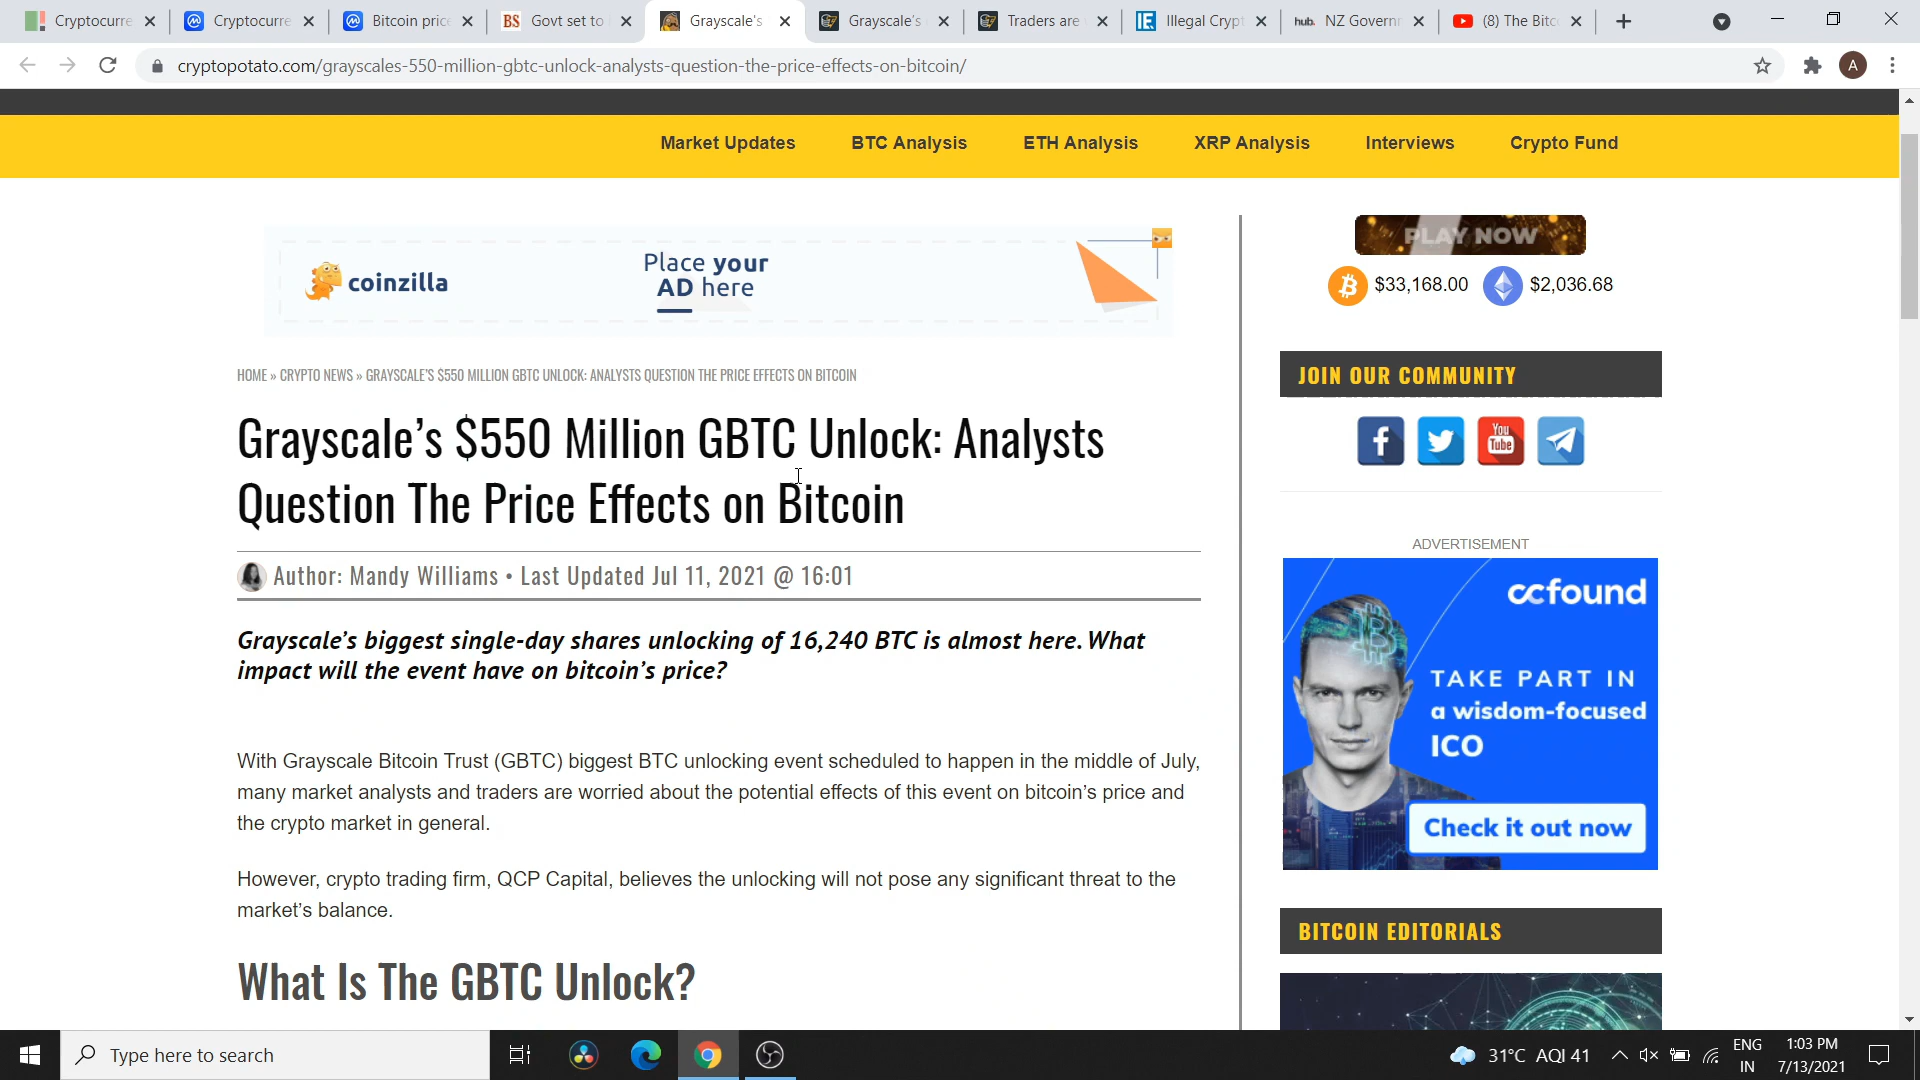 Cryptocurre
Cryptocurre
Bitcoin price
BS Govt set to
Grayscale's
Grayscale's
Traders are
IE Illegal Crypt
hub. NZ Governm
(8) The Bitc
cryptopotato.com/grayscales-550-million-gbtc-unlock-analysts-question-the-price-effects-on-bitcoin/
A
Market Updates
BTC Analysis
ETH Analysis
XRP Analysis
Interviews
Crypto Fund
coinzilla
Place your
AD here
PLAY NOW
$33,168.00
$2,036.68
HOME » CRYPTO NEWS » GRAYSCALE'S $550 MILLION GBTC UNLOCK: ANALYSTS QUESTION THE PRICE EFFECTS ON BITCOIN
Grayscale's $550 Million GBTC Unlock: Analysts
Question The Price Effects on Bitcoin
Author: Mandy Williams • Last Updated Jul 11, 2021 @ 16:01
Grayscale's biggest single-day shares unlocking of 16,240 BTC is almost here. What
impact will the event have on bitcoin's price?
With Grayscale Bitcoin Trust (GBTC) biggest BTC unlocking event scheduled to happen in the middle of July,
many market analysts and traders are worried about the potential effects of this event on bitcoin's price and
the crypto market in general.
However, crypto trading firm, QCP Capital, believes the unlocking will not pose any significant threat to the
market's balance.
What Is The GBTC Unlock?
JOIN OUR COMMUNITY
You
Tube
ADVERTISEMENT
ccfound
TAKE PART IN
a wisdom-focused
ICO
Check it out now
BITCOIN EDITORIALS
Type here to search
31°C AQI 41
ENG
IN
1:03 PM
7/13/2021